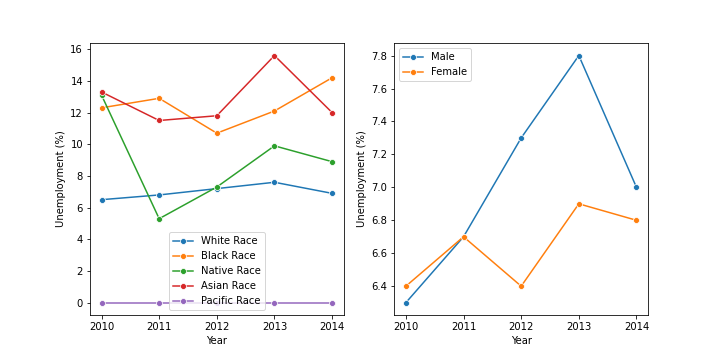 16
14
12
10
8
6
4
2
0
Unemployment (%)
White Race
Black Race
Native Race
Asian Race
Pacific Race
2010 2011 2012 2013 2014
Year
7.8
7.6
7.4
7.2
7.0
6.8
6.6
6.4
Unemployment (%)
Male
Female
2010 2011 2012 2013 2014
Year